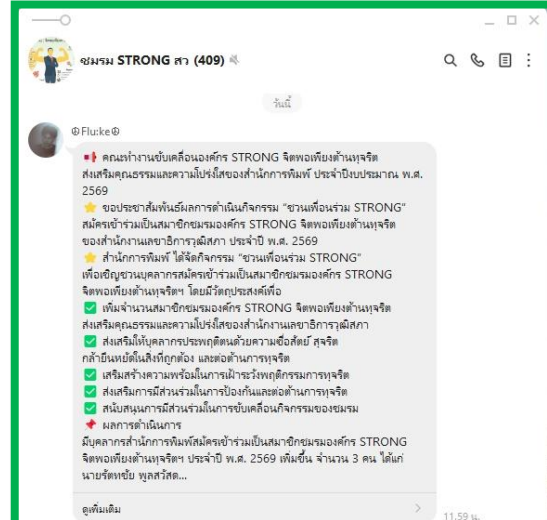 ชมรม STRONG สว (409)
วันนี้
☮Flu:ke☮
📢 คณะทำงานขับเคลื่อนองค์กร STRONG จิตพอเพียงต้านทุจริต
ส่งเสริมคุณธรรมและความโปร่งใสของสำนักการพิมพ์ ประจำปีงบประมาณ พ.ศ.
2569
⭐ ขอประชาสัมพันธ์ผลการดำเนินกิจกรรม "ชวนเพื่อนร่วม STRONG"
สมัครเข้าร่วมเป็นสมาชิกชมรมองค์กร STRONG จิตพอเพียงต้านทุจริต
ของสำนักงานเลขาธิการวุฒิสภา ประจำปี พ.ศ. 2569
⭐ สำนักการพิมพ์ ได้จัดกิจกรรม "ชวนเพื่อนร่วม STRONG"
เพื่อเชิญชวนบุคลากรสมัครเข้าร่วมเป็นสมาชิกชมรมองค์กร STRONG
จิตพอเพียงต้านทุจริตฯ โดยมีวัตถุประสงค์เพื่อ
✅ เพิ่มจำนวนสมาชิกชมรมองค์กร STRONG จิตพอเพียงต้านทุจริต
ส่งเสริมคุณธรรมและความโปร่งใสของสำนักงานเลขาธิการวุฒิสภา
✅ ส่งเสริมให้บุคลากรประพฤติตนด้วยความซื่อสัตย์ สุจริต
กล้ายืนหยัดในสิ่งที่ถูกต้อง และต่อต้านการทุจริต
✅ เสริมสร้างความพร้อมในการเฝ้าระวังพฤติกรรมการทุจริต
✅ ส่งเสริมการมีส่วนร่วมในการป้องกันและต่อต้านการทุจริต
✅ สนับสนุนการมีส่วนร่วมในการขับเคลื่อนกิจกรรมของชมรม
📌 ผลการดำเนินการ
มีบุคลากรสำนักการพิมพ์สมัครเข้าร่วมเป็นสมาชิกชมรมองค์กร STRONG
จิตพอเพียงต้านทุจริตฯ ประจำปี พ.ศ. 2569 เพิ่มขึ้น จำนวน 3 คน ได้แก่
นายรัตทชัย พูลสวัสด...
ดูเพิ่มเติม
11.59 น.